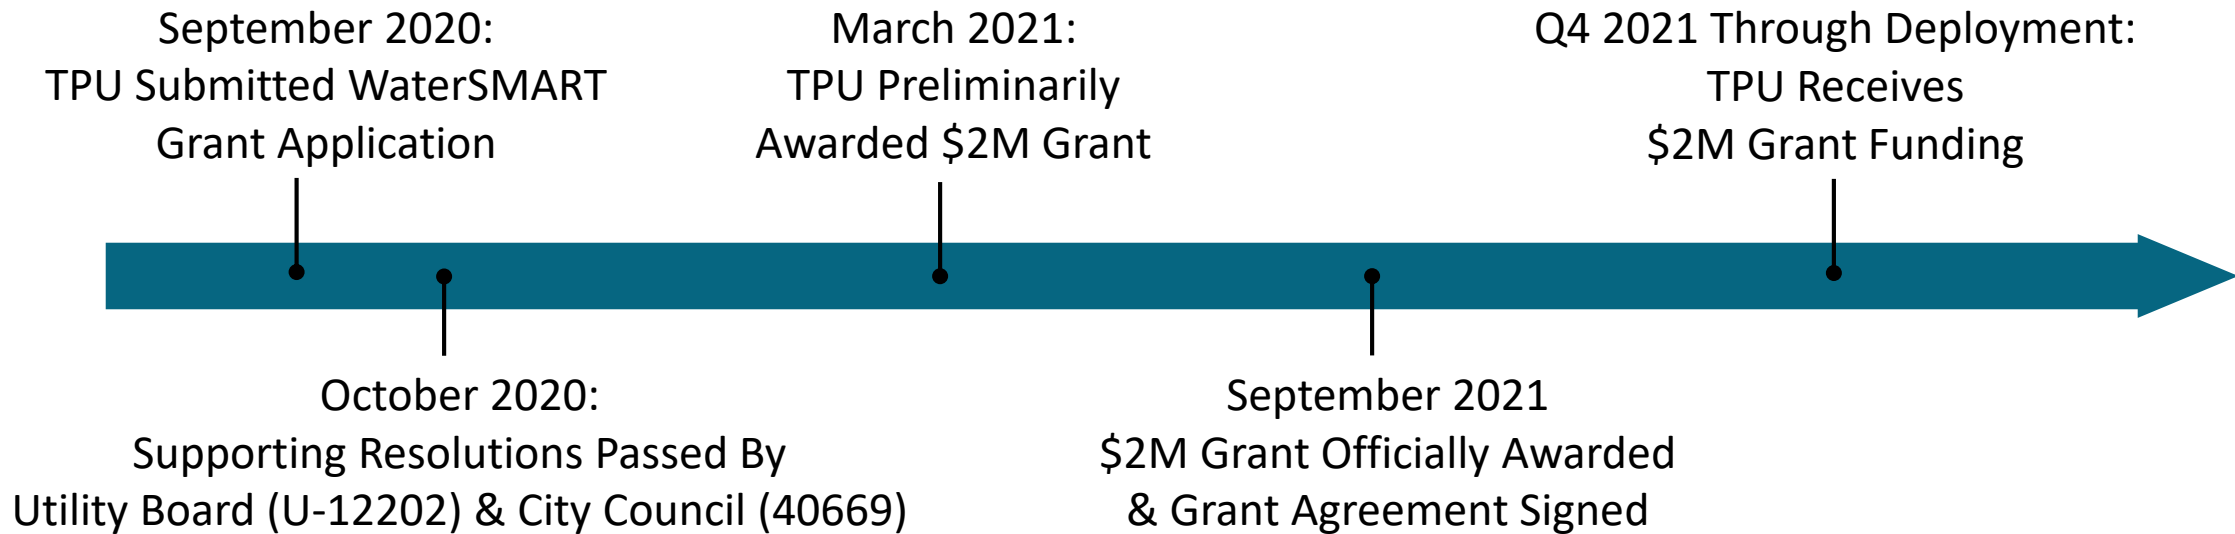 September 2020:
TPU Submitted WaterSMART
Grant Application
March 2021:
TPU Preliminarily
Awarded $2M Grant
Q4 2021 Through Deployment:
TPU Receives
$2M Grant Funding
October 2020:
Supporting Resolutions Passed By
Utility Board (U-12202) & City Council (40669)
September 2021
$2M Grant Officially Awarded
& Grant Agreement Signed